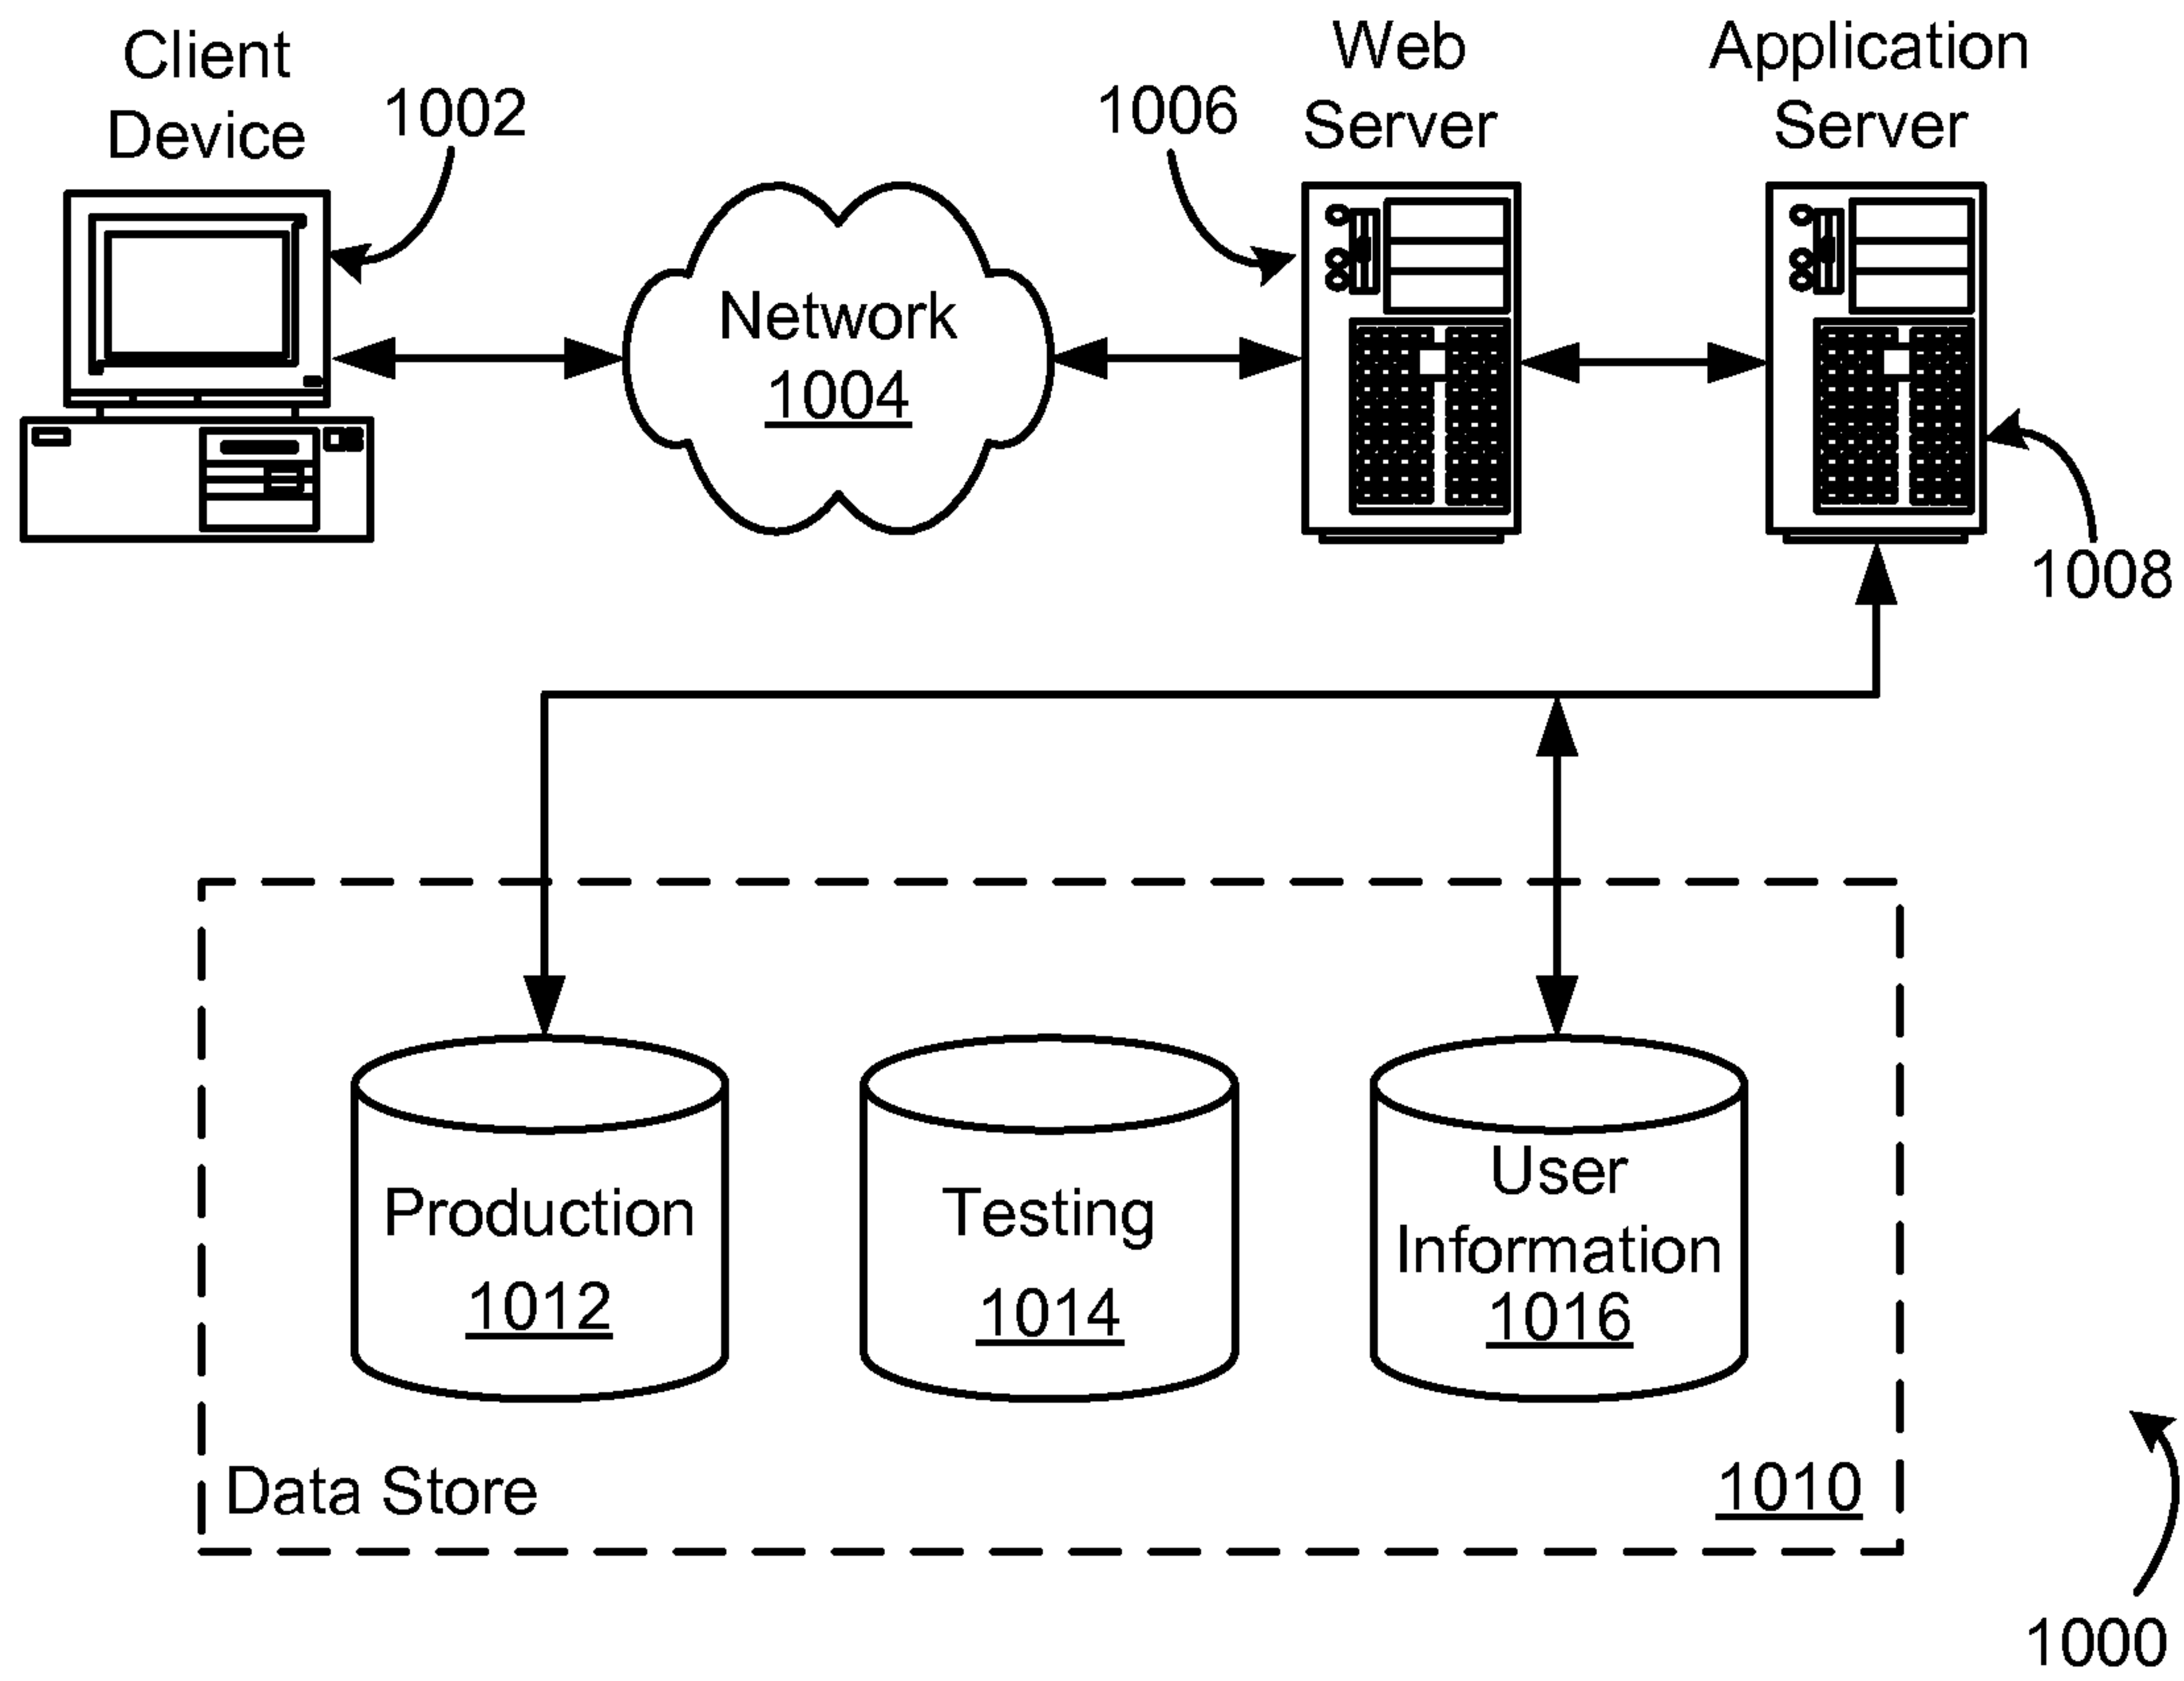 Client
Device
1002
1006
Web
Server
Application
Server
Network
1004
1008
Production
1012
Testing
1014
User
Information
1016
Data Store
1010
1000